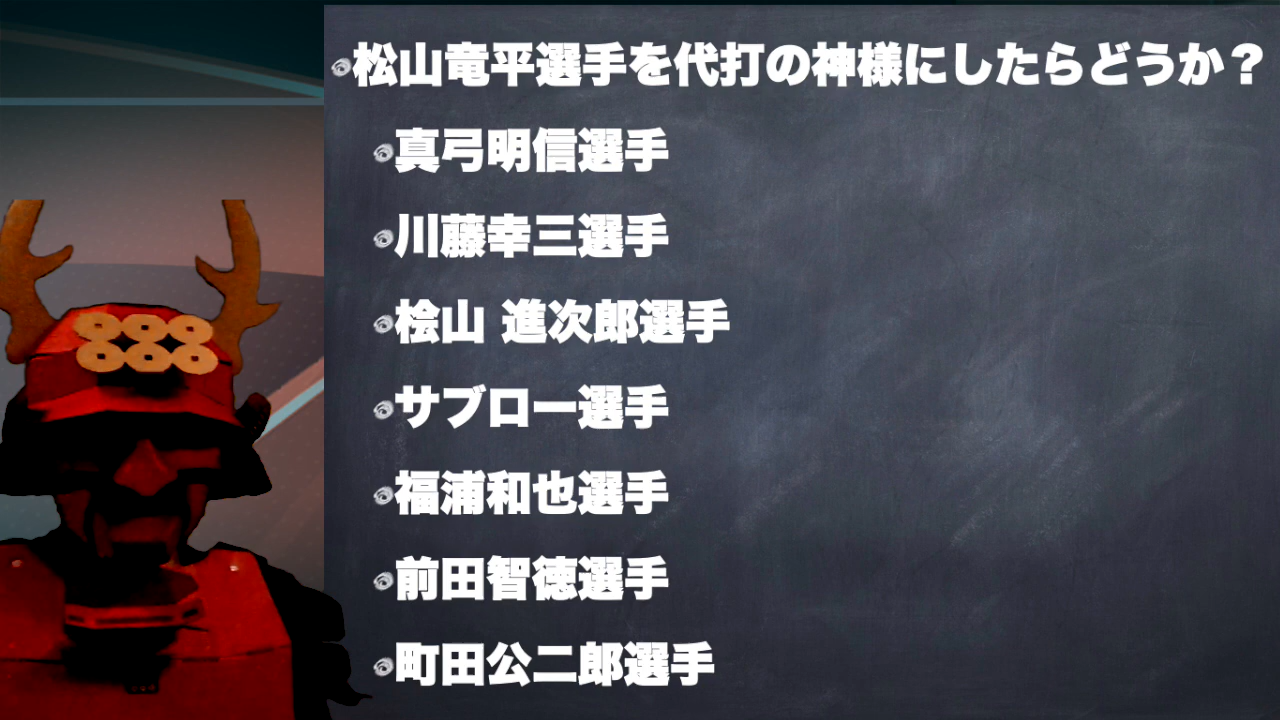 松山竜平選手を代打の神様にしたらどうか？
真弓明信選手
川藤幸三選手
桧山 進次郎選手
サブロー選手
福浦和也選手
前田智徳選手
町田公二郎選手